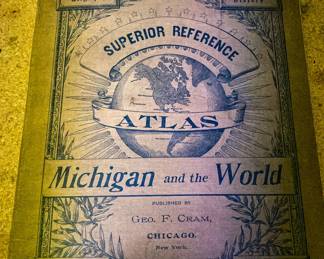 SUPERIOR REFERENCE
ATLAS
Michigan and the World
PUBLISHED BY
GEO. F. CRAM,
CHICAGO.
New York.